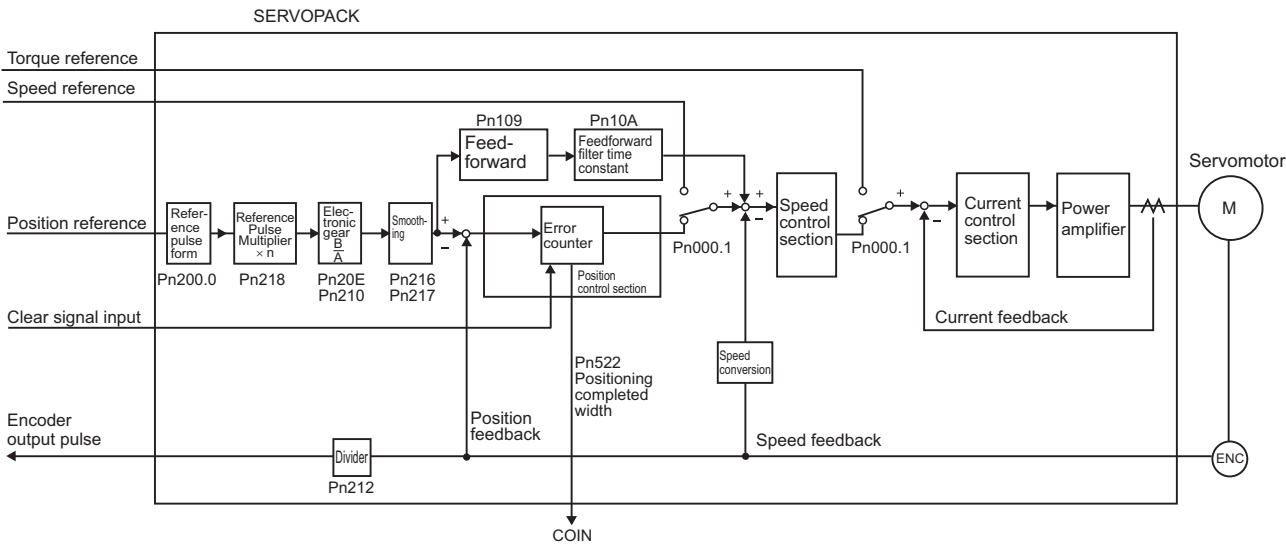 SERVOPACK
Torque reference
Speed reference
Pn109
Pn10A
Feed-
forward
Feedforward
filter time
constant
Servomotor
Position reference
Refer-
ence
pulse
form
Reference
Pulse
Multiplier
× n
Elec-
tronic
gear
B
A
Smooth-
ing
+
−
Error
counter
Position
control section
+
+
−
Speed
control
section
+
−
Current
control
section
Power
amplifier
M
Pn000.1
Pn000.1
Pn200.0
Pn218
Pn20E
Pn210
Pn216
Pn217
Clear signal input
Current feedback
Pn522
Positioning
completed
width
Speed
conversion
Encoder
output pulse
Position
feedback
Speed feedback
Divider
Pn212
ENC
COIN